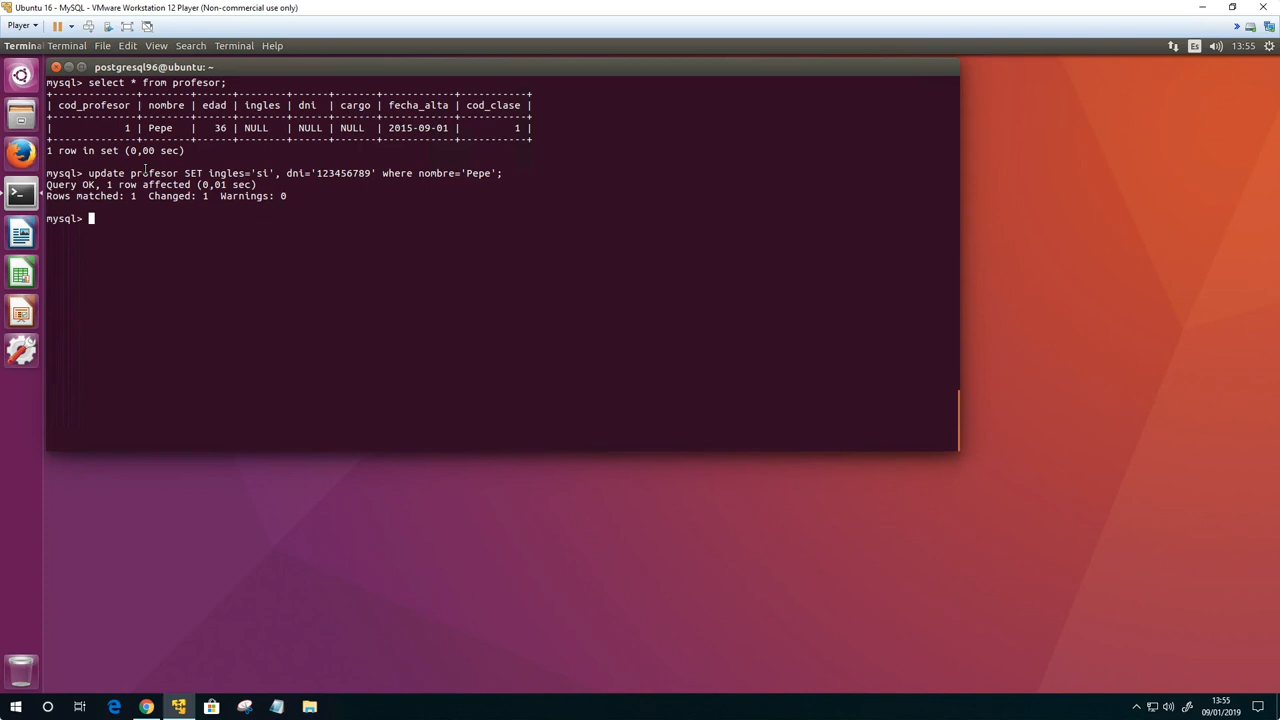 Ubuntu 16 - MySQL - VMware Workstation 12 Player (Non-commercial use only)
Player
Terminal Terminal File Edit View Search Terminal Help
Es 13:55
postgresql96@ubuntu: ~
mysql> select * from profesor;
+--------------+--------+------+--------+------+-------+------------+-----------+
| cod_profesor | nombre | edad | ingles | dni  | cargo | fecha_alta | cod_clase |
+--------------+--------+------+--------+------+-------+------------+-----------+
|            1 | Pepe   |   36 | NULL   | NULL | NULL  | 2015-09-01 |         1 |
+--------------+--------+------+--------+------+-------+------------+-----------+
1 row in set (0,00 sec)
mysql> update profesor SET ingles='si', dni='123456789' where nombre='Pepe';
Query OK, 1 row affected (0,01 sec)
Rows matched: 1  Changed: 1  Warnings: 0
mysql>
13:55
09/01/2019